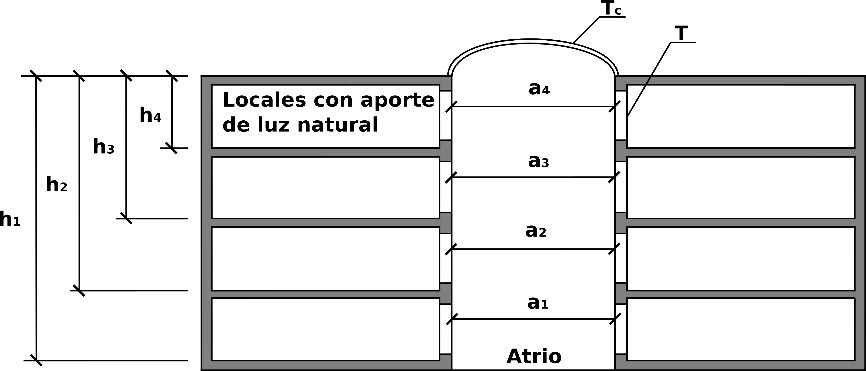 Tc
T
Locales con aporte
de luz natural
a4
h4
h3
a3
h2
h1
a2
a1
Atrio